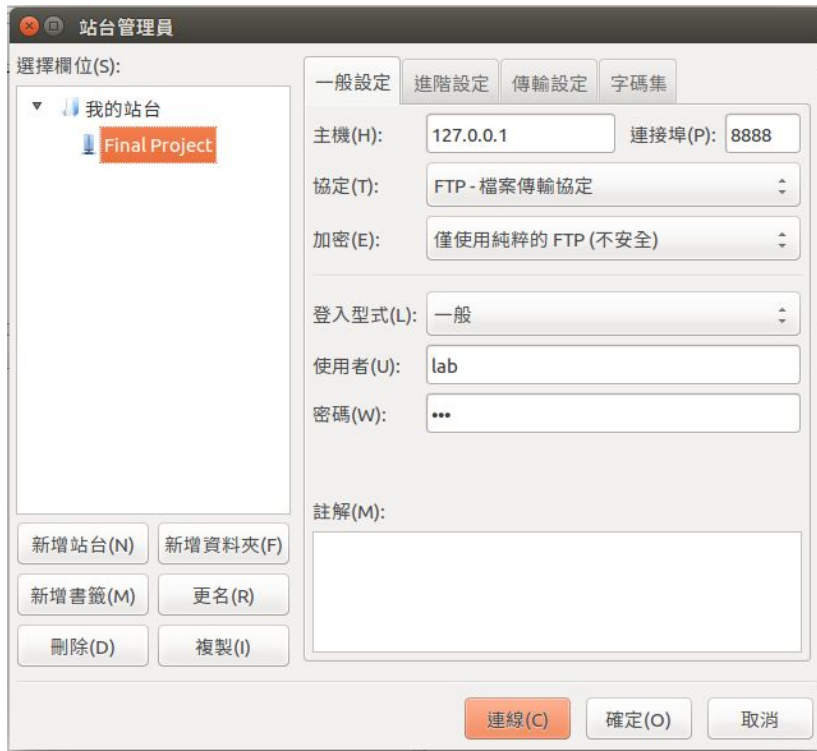 站台管理員
選擇欄位(S):
我的站台
Final Project
新增站台(N) 新增資料夾(F)
新增書籤(M) 更名(R)
刪除(D) 複製(I)
一般設定 進階設定 傳輸設定 字碼集
主機(H): 127.0.0.1 連接埠(P): 8888
協定(T): FTP - 檔案傳輸協定
加密(E): 僅使用純粹的 FTP (不安全)
登入型式(L): 一般
使用者(U): lab
密碼(W): •••
註解(M):
連線(C) 確定(O) 取消